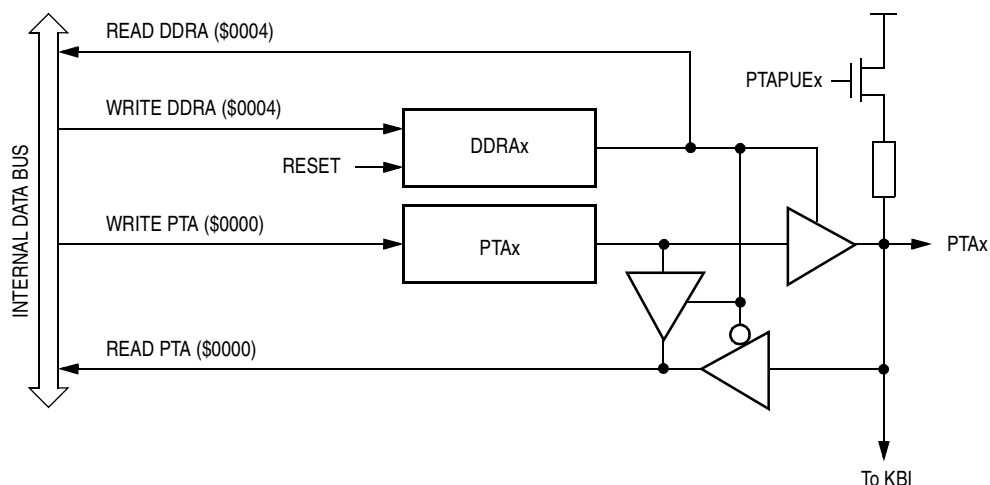 READ DDRA ($0004)
PTAPUEx
WRITE DDRA ($0004)
DDRAx
RESET
INTERNAL DATA BUS
WRITE PTA ($0000)
PTAx
PTAx
READ PTA ($0000)
To KBI